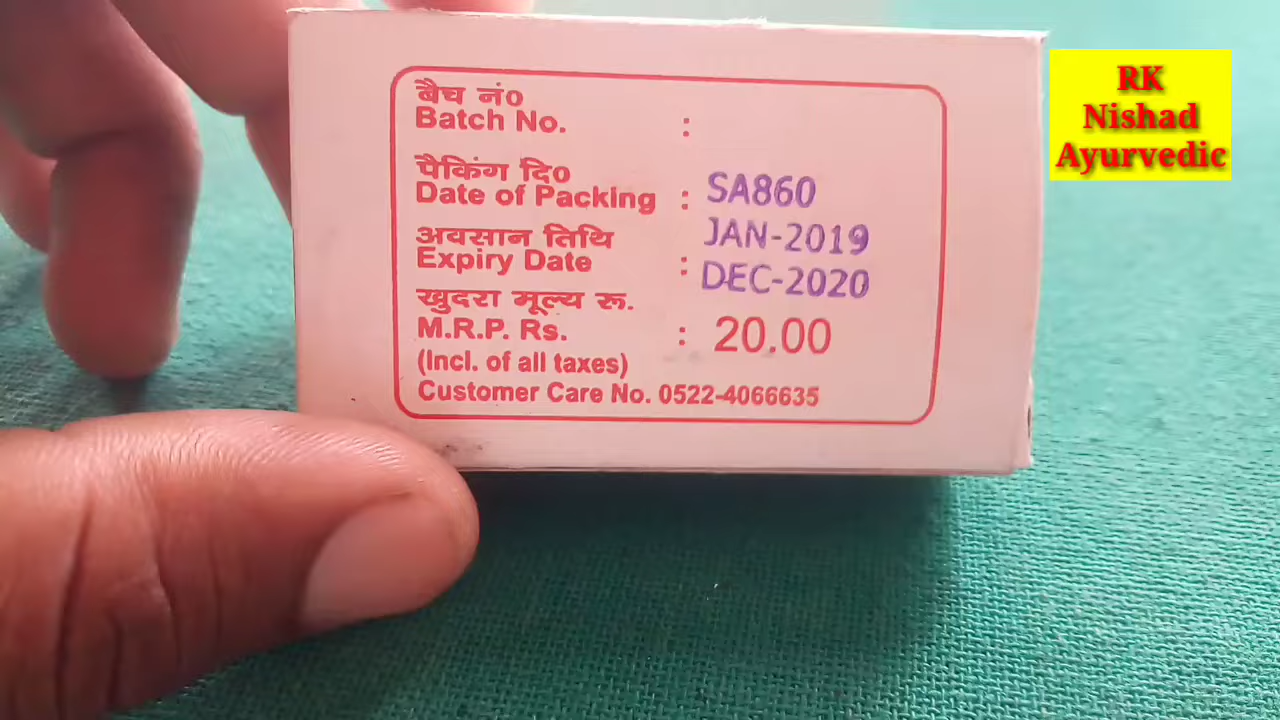 बैच नं०
Batch No. :
पैकिंग दि०
Date of Packing : SA860
अवसान तिथि JAN-2019
Expiry Date : DEC-2020
खुदरा मूल्य रू.
M.R.P. Rs. : 20.00
(Incl. of all taxes)
Customer Care No. 0522-4066635
RK
Nishad
Ayurvedic